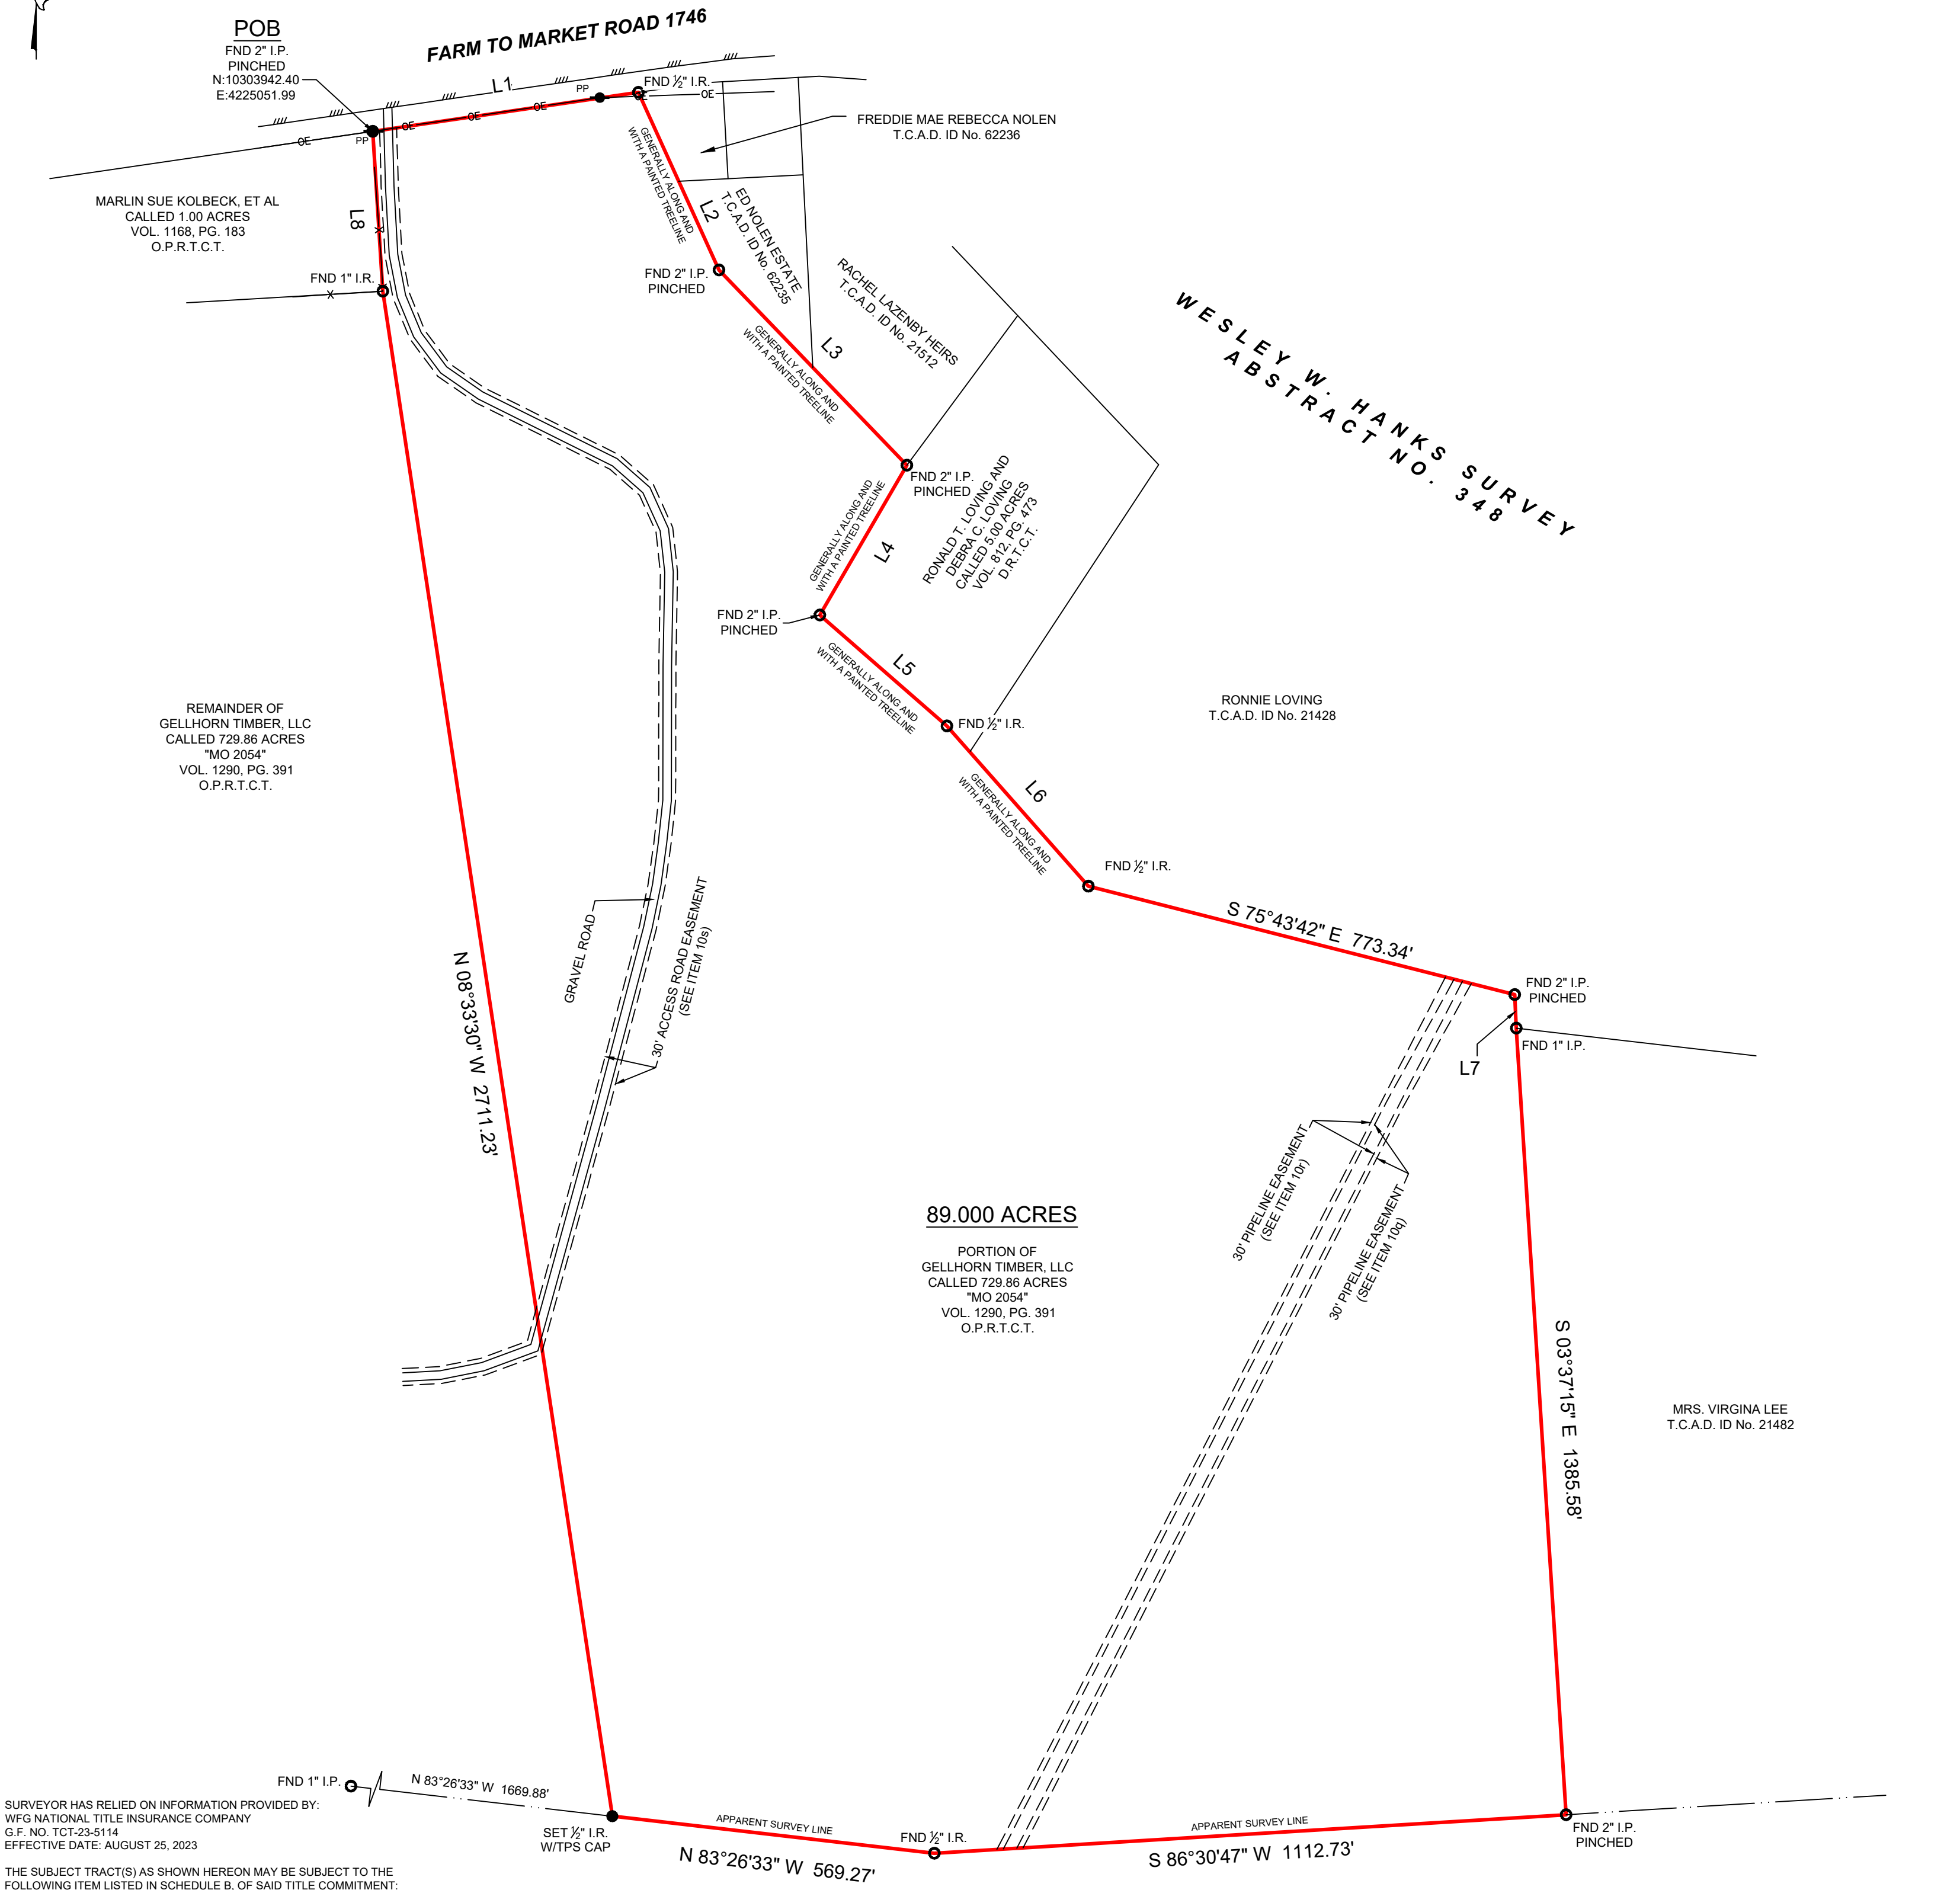 POB
FND 2" I.P.
PINCHED
N:10303942.40
E:4225051.99
FARM TO MARKET ROAD 1746
L1
PP
FND ½" I.R.
OE
OE
OE
OE
OE
OE
PP
FREDDIE MAE REBECCA NOLEN
T.C.A.D. ID No. 62236
GENERALLY ALONG AND
WITH A PAINTED TREELINE
L2
MARLIN SUE KOLBECK, ET AL
CALLED 1.00 ACRES
VOL. 1168, PG. 183
O.P.R.T.C.T.
L8
X
ED NOLEN ESTATE
T.C.A.D. ID No. 62235
FND 2" I.P.
PINCHED
FND 1" I.R.
X
RACHEL LAZENBY HEIRS
T.C.A.D. ID No. 21512
WESLEY W. HANKS SURVEY
ABSTRACT NO. 348
L3
GENERALLY ALONG AND
WITH A PAINTED TREELINE
FND 2" I.P.
PINCHED
GENERALLY ALONG AND
WITH A PAINTED TREELINE
L4
RONALD T. LOVING AND
DEBRA C. LOVING
CALLED 5.00 ACRES
VOL. 812, PG. 473
D.R.T.C.T.
FND 2" I.P.
PINCHED
L5
GENERALLY ALONG AND
WITH A PAINTED TREELINE
FND ½" I.R.
RONNIE LOVING
T.C.A.D. ID No. 21428
REMAINDER OF
GELLHORN TIMBER, LLC
CALLED 729.86 ACRES
"MO 2054"
VOL. 1290, PG. 391
O.P.R.T.C.T.
L6
GENERALLY ALONG AND
WITH A PAINTED TREELINE
FND ½" I.R.
S 75°43'42" E 773.34'
GRAVEL ROAD
30' ACCESS ROAD EASEMENT
(SEE ITEM 10s)
N 08°33'30" W 2711.23'
FND 2" I.P.
PINCHED
FND 1" I.P.
L7
30' PIPELINE EASEMENT
(SEE ITEM 10r)
30' PIPELINE EASEMENT
(SEE ITEM 10q)
89.000 ACRES
PORTION OF
GELLHORN TIMBER, LLC
CALLED 729.86 ACRES
"MO 2054"
VOL. 1290, PG. 391
O.P.R.T.C.T.
S 03°37'15" E 1385.58'
MRS. VIRGINA LEE
T.C.A.D. ID No. 21482
FND 1" I.P.
N 83°26'33" W 1669.88'
SET ½" I.R.
W/TPS CAP
APPARENT SURVEY LINE
N 83°26'33" W 569.27'
FND ½" I.R.
APPARENT SURVEY LINE
S 86°30'47" W 1112.73'
FND 2" I.P.
PINCHED
SURVEYOR HAS RELIED ON INFORMATION PROVIDED BY:
WFG NATIONAL TITLE INSURANCE COMPANY
G.F. NO. TCT-23-5114
EFFECTIVE DATE: AUGUST 25, 2023
THE SUBJECT TRACT(S) AS SHOWN HEREON MAY BE SUBJECT TO THE
FOLLOWING ITEM LISTED IN SCHEDULE B, OF SAID TITLE COMMITMENT: